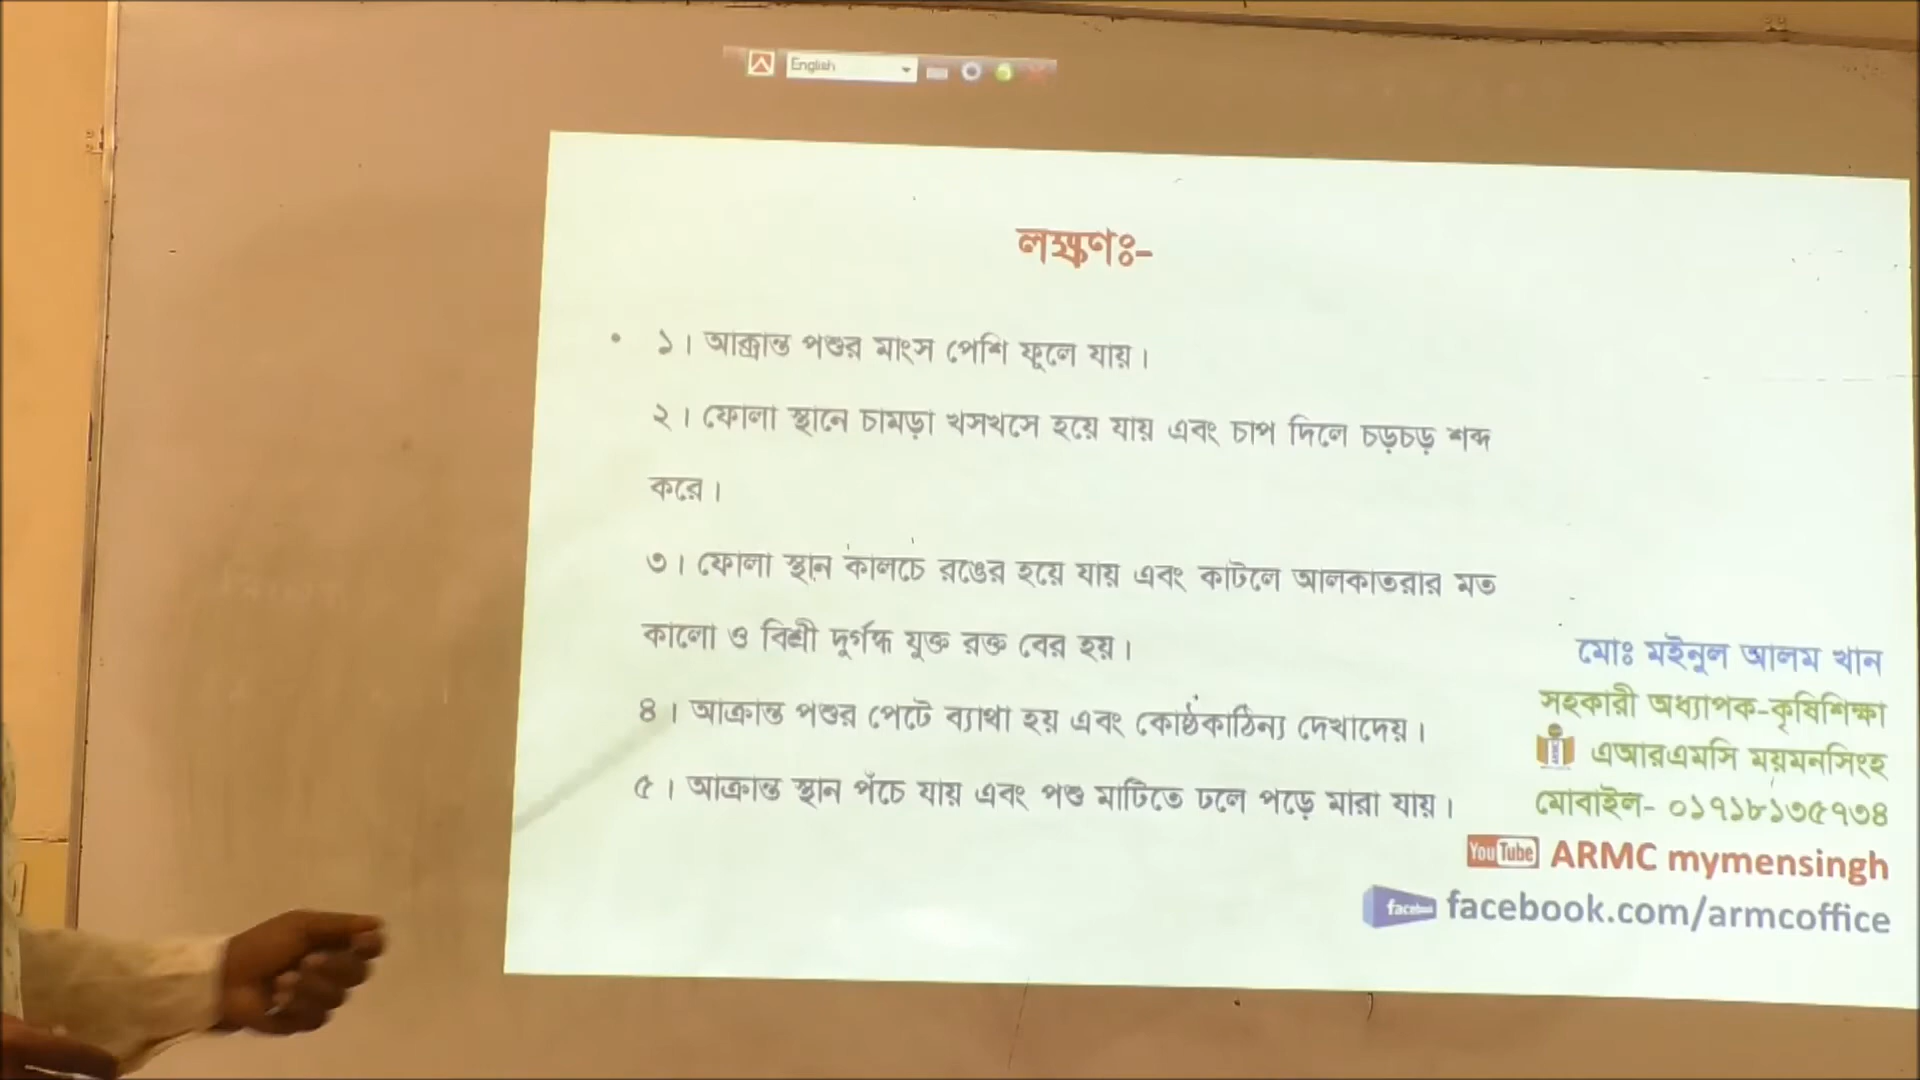 English
লক্ষণঃ-
• ১। আক্রান্ত পশুর মাংস পেশি ফুলে যায়।
২। ফোলা স্থানে চামড়া খসখসে হয়ে যায় এবং চাপ দিলে চড়চড় শব্দ
করে।
৩। ফোলা স্থান কালচে রঙের হয়ে যায় এবং কাটলে আলকাতরার মত
কালো ও বিশ্রী দুর্গন্ধ যুক্ত রক্ত বের হয়।
৪। আক্রান্ত পশুর পেটে ব্যাথা হয় এবং কোষ্ঠকাঠিন্য দেখাদেয়।
৫। আক্রান্ত স্থান পঁচে যায় এবং পশু মাটিতে ঢলে পড়ে মারা যায়।
মোঃ মইনুল আলম খান
সহকারী অধ্যাপক-কৃষিশিক্ষা
এআরএমসি ময়মনসিংহ
মোবাইল- ০১৭১৮১৩৫৭৩৪
YouTube ARMC mymensingh
facebook facebook.com/armcoffice